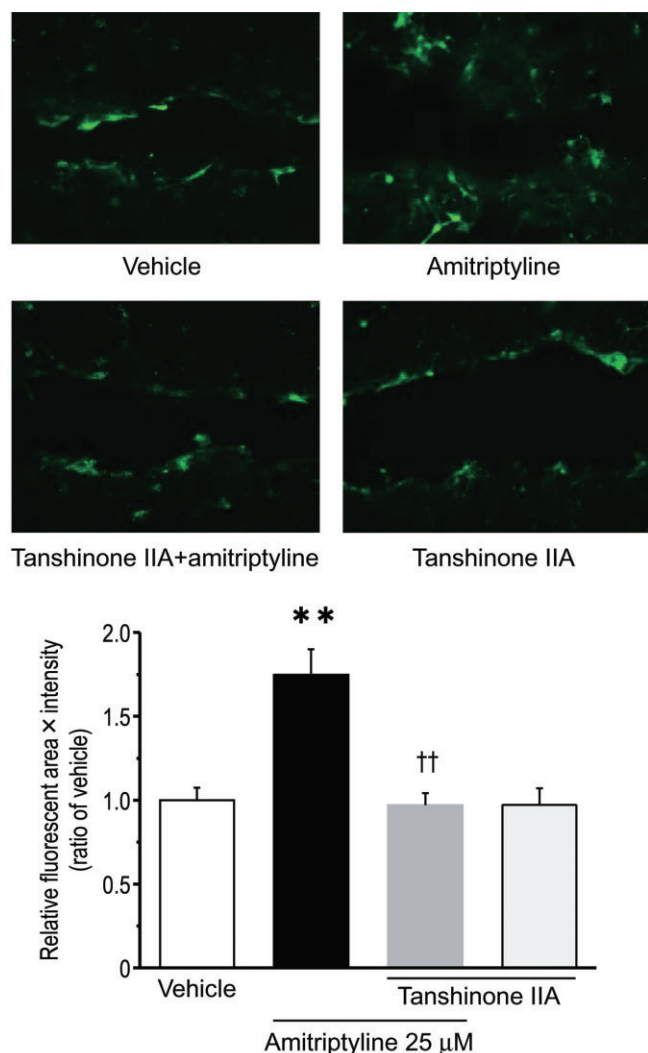 Vehicle
Amitriptyline
Tanshinone IIA+amitriptyline
Tanshinone IIA
Relative fluorescent area × intensity
(ratio of vehicle)
2.0
1.5
1.0
0.5
0
**
††
Vehicle
Tanshinone IIA
Amitriptyline 25 μM